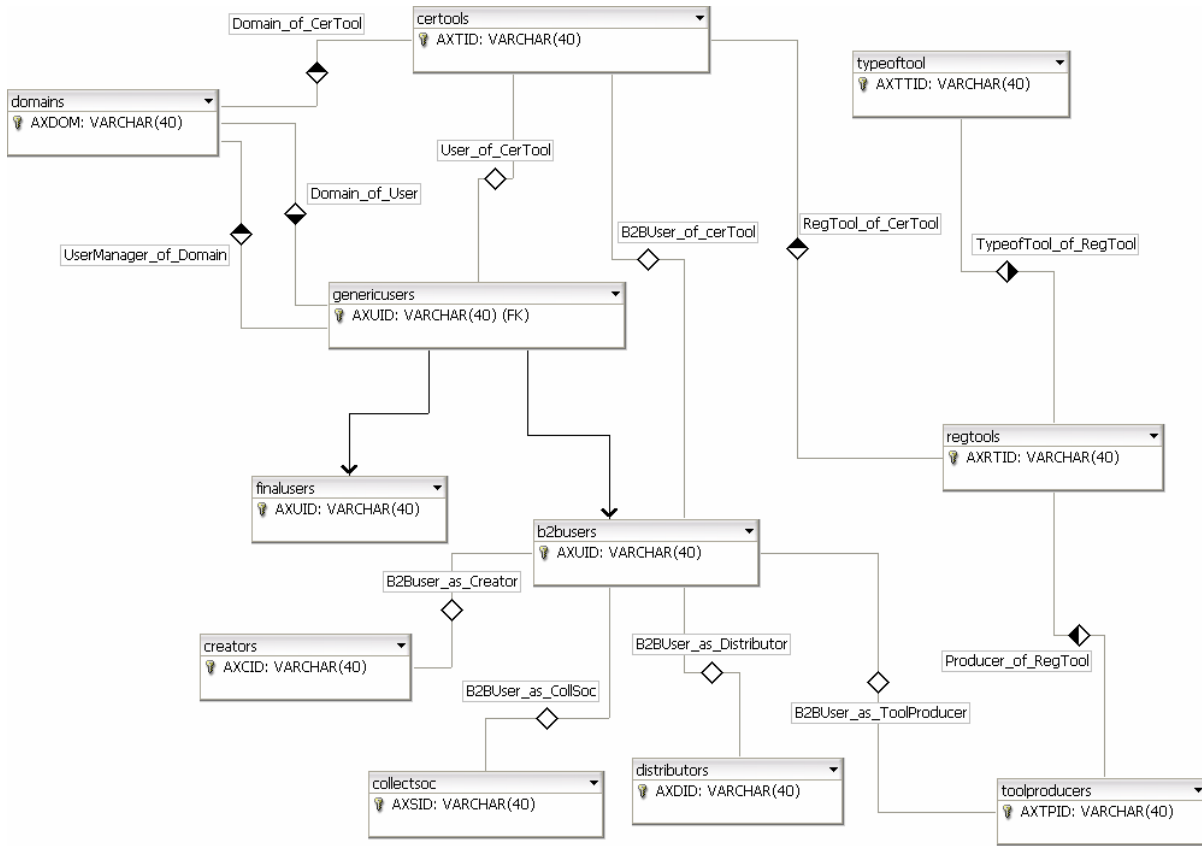 certools
AXTID: VARCHAR(40)
Domain_of_CerTool
typeoftool
AXTTID: VARCHAR(40)
domains
AXDOM: VARCHAR(40)
User_of_CerTool
Domain_of_User
UserManager_of_Domain
B2BUser_of_cerTool
RegTool_of_CerTool
TypeofTool_of_RegTool
genericusers
AXUID: VARCHAR(40) (FK)
regtools
AXRTID: VARCHAR(40)
finalusers
AXUID: VARCHAR(40)
b2busers
AXUID: VARCHAR(40)
B2Buser_as_Creator
creators
AXCID: VARCHAR(40)
B2BUser_as_Distributor
Producer_of_RegTool
B2BUser_as_CollSoc
B2BUser_as_ToolProducer
collectsoc
AXSID: VARCHAR(40)
distributors
AXDID: VARCHAR(40)
toolproducers
AXTPID: VARCHAR(40)